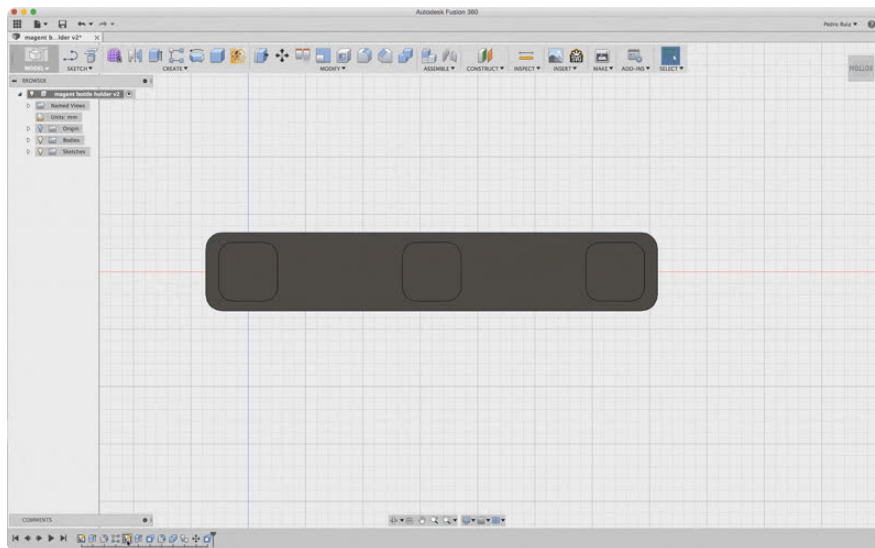 Autodesk Fusion 360
Pedro Ruiz
magent b...lder v2*
MODEL SKETCH CREATE MODIFY ASSEMBLE CONSTRUCT INSPECT INSERT MAKE ADD-INS SELECT
BOTTOM
BROWSER
magent bottle holder v2
Named Views
Units: mm
Origin
Bodies
Sketches
COMMENTS